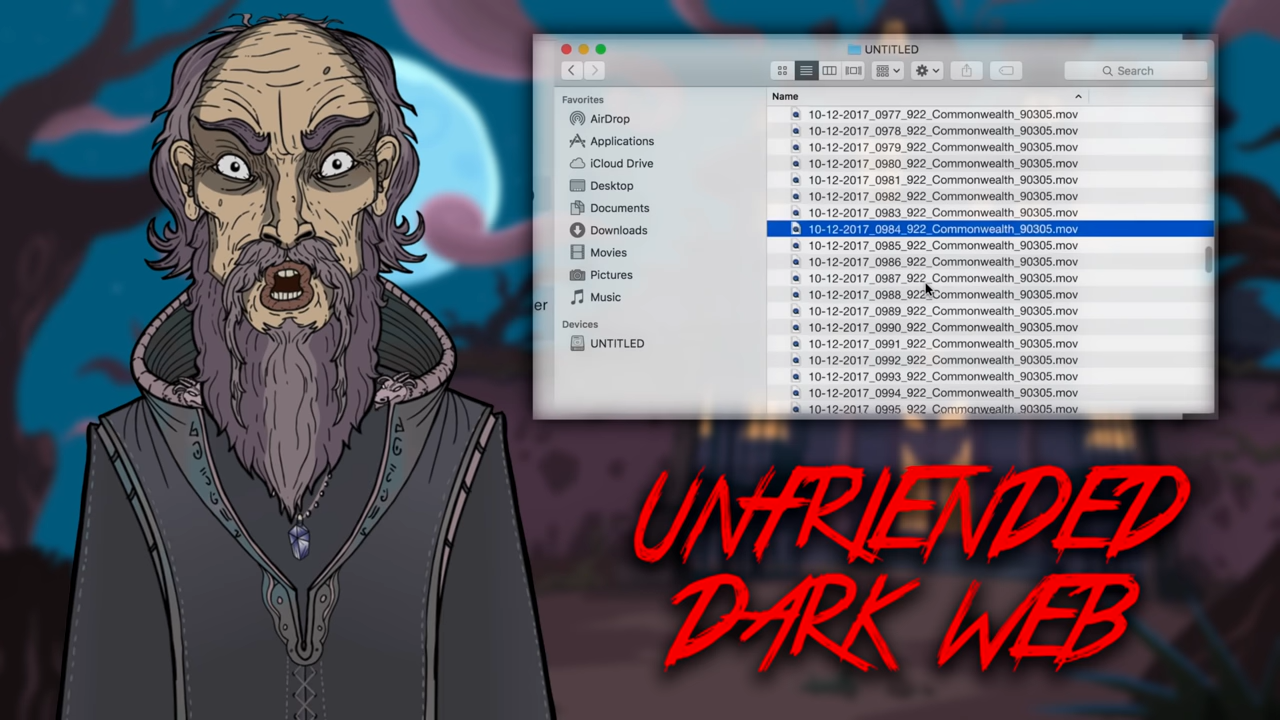 UNTITLED
Search
Favorites
AirDrop
Applications
iCloud Drive
Desktop
Documents
Downloads
Movies
Pictures
Music
Devices
UNTITLED
er
Name
10-12-2017_0977_922_Commonwealth_90305.mov
10-12-2017_0978_922_Commonwealth_90305.mov
10-12-2017_0979_922_Commonwealth_90305.mov
10-12-2017_0980_922_Commonwealth_90305.mov
10-12-2017_0981_922_Commonwealth_90305.mov
10-12-2017_0982_922_Commonwealth_90305.mov
10-12-2017_0983_922_Commonwealth_90305.mov
10-12-2017_0984_922_Commonwealth_90305.mov
10-12-2017_0985_922_Commonwealth_90305.mov
10-12-2017_0986_922_Commonwealth_90305.mov
10-12-2017_0987_922_Commonwealth_90305.mov
10-12-2017_0988_922_Commonwealth_90305.mov
10-12-2017_0989_922_Commonwealth_90305.mov
10-12-2017_0990_922_Commonwealth_90305.mov
10-12-2017_0991_922_Commonwealth_90305.mov
10-12-2017_0992_922_Commonwealth_90305.mov
10-12-2017_0993_922_Commonwealth_90305.mov
10-12-2017_0994_922_Commonwealth_90305.mov
10-12-2017_0995_922_Commonwealth_90305.mov
UNFRIENDED
DARK WEB